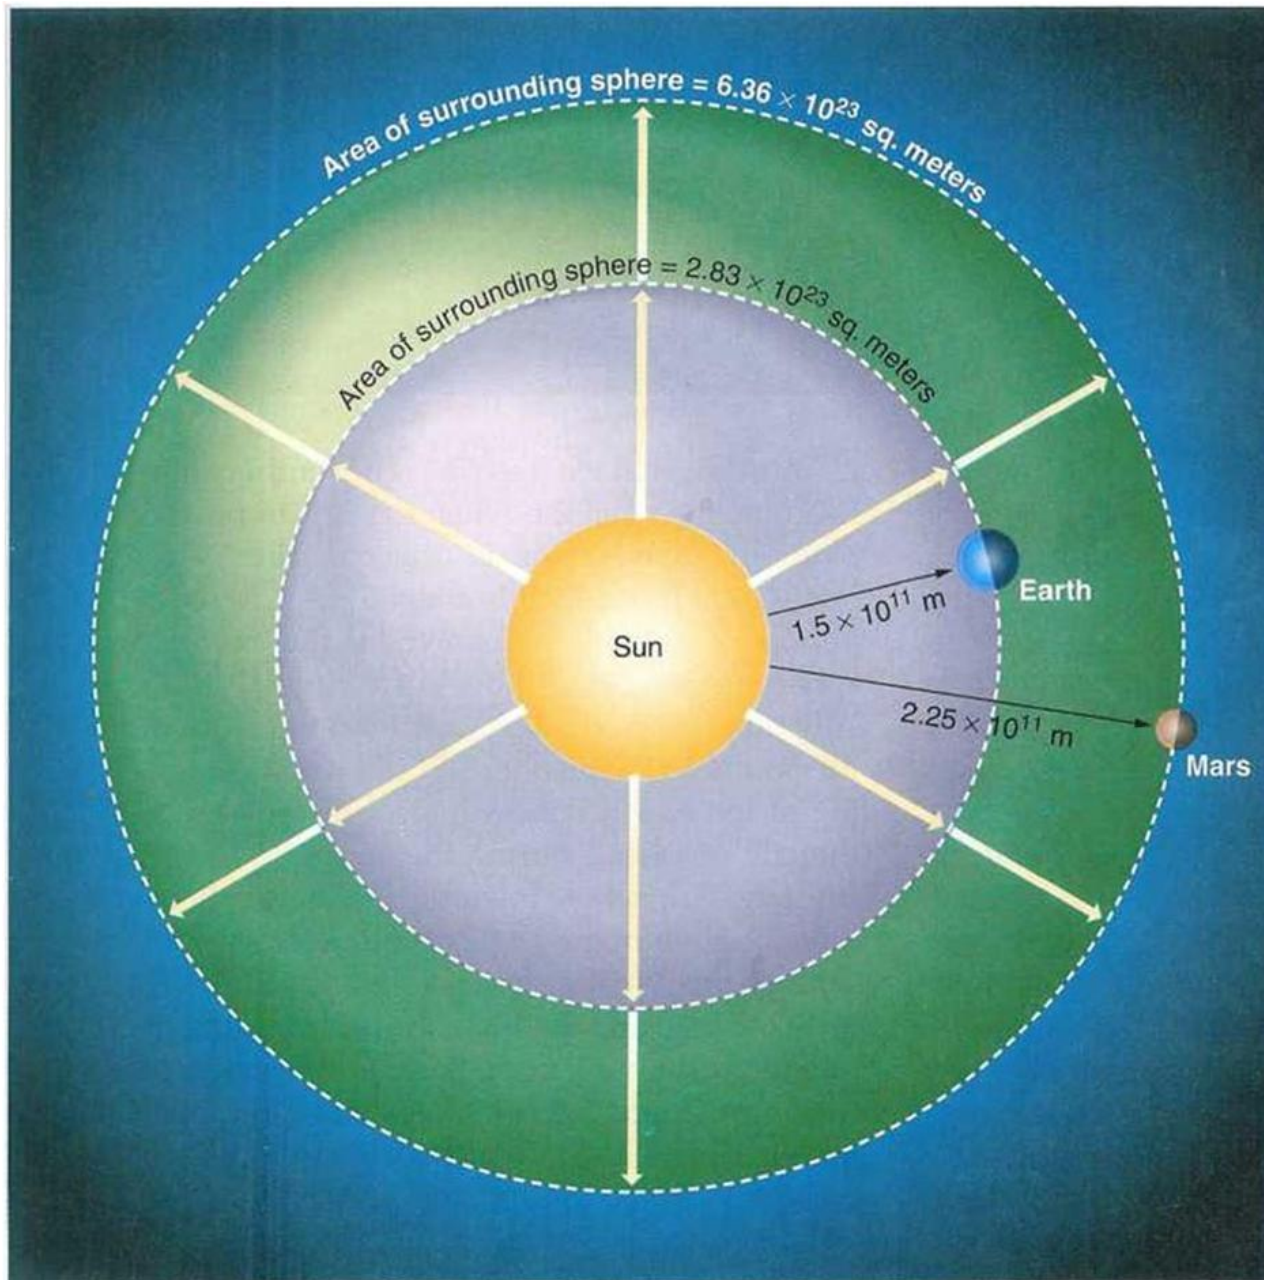 Area of surrounding sphere = 6.36 × 10²³ sq. meters
Area of surrounding sphere = 2.83 × 10²³ sq. meters
Earth
1.5 × 10¹¹ m
Sun
2.25 × 10¹¹ m
Mars